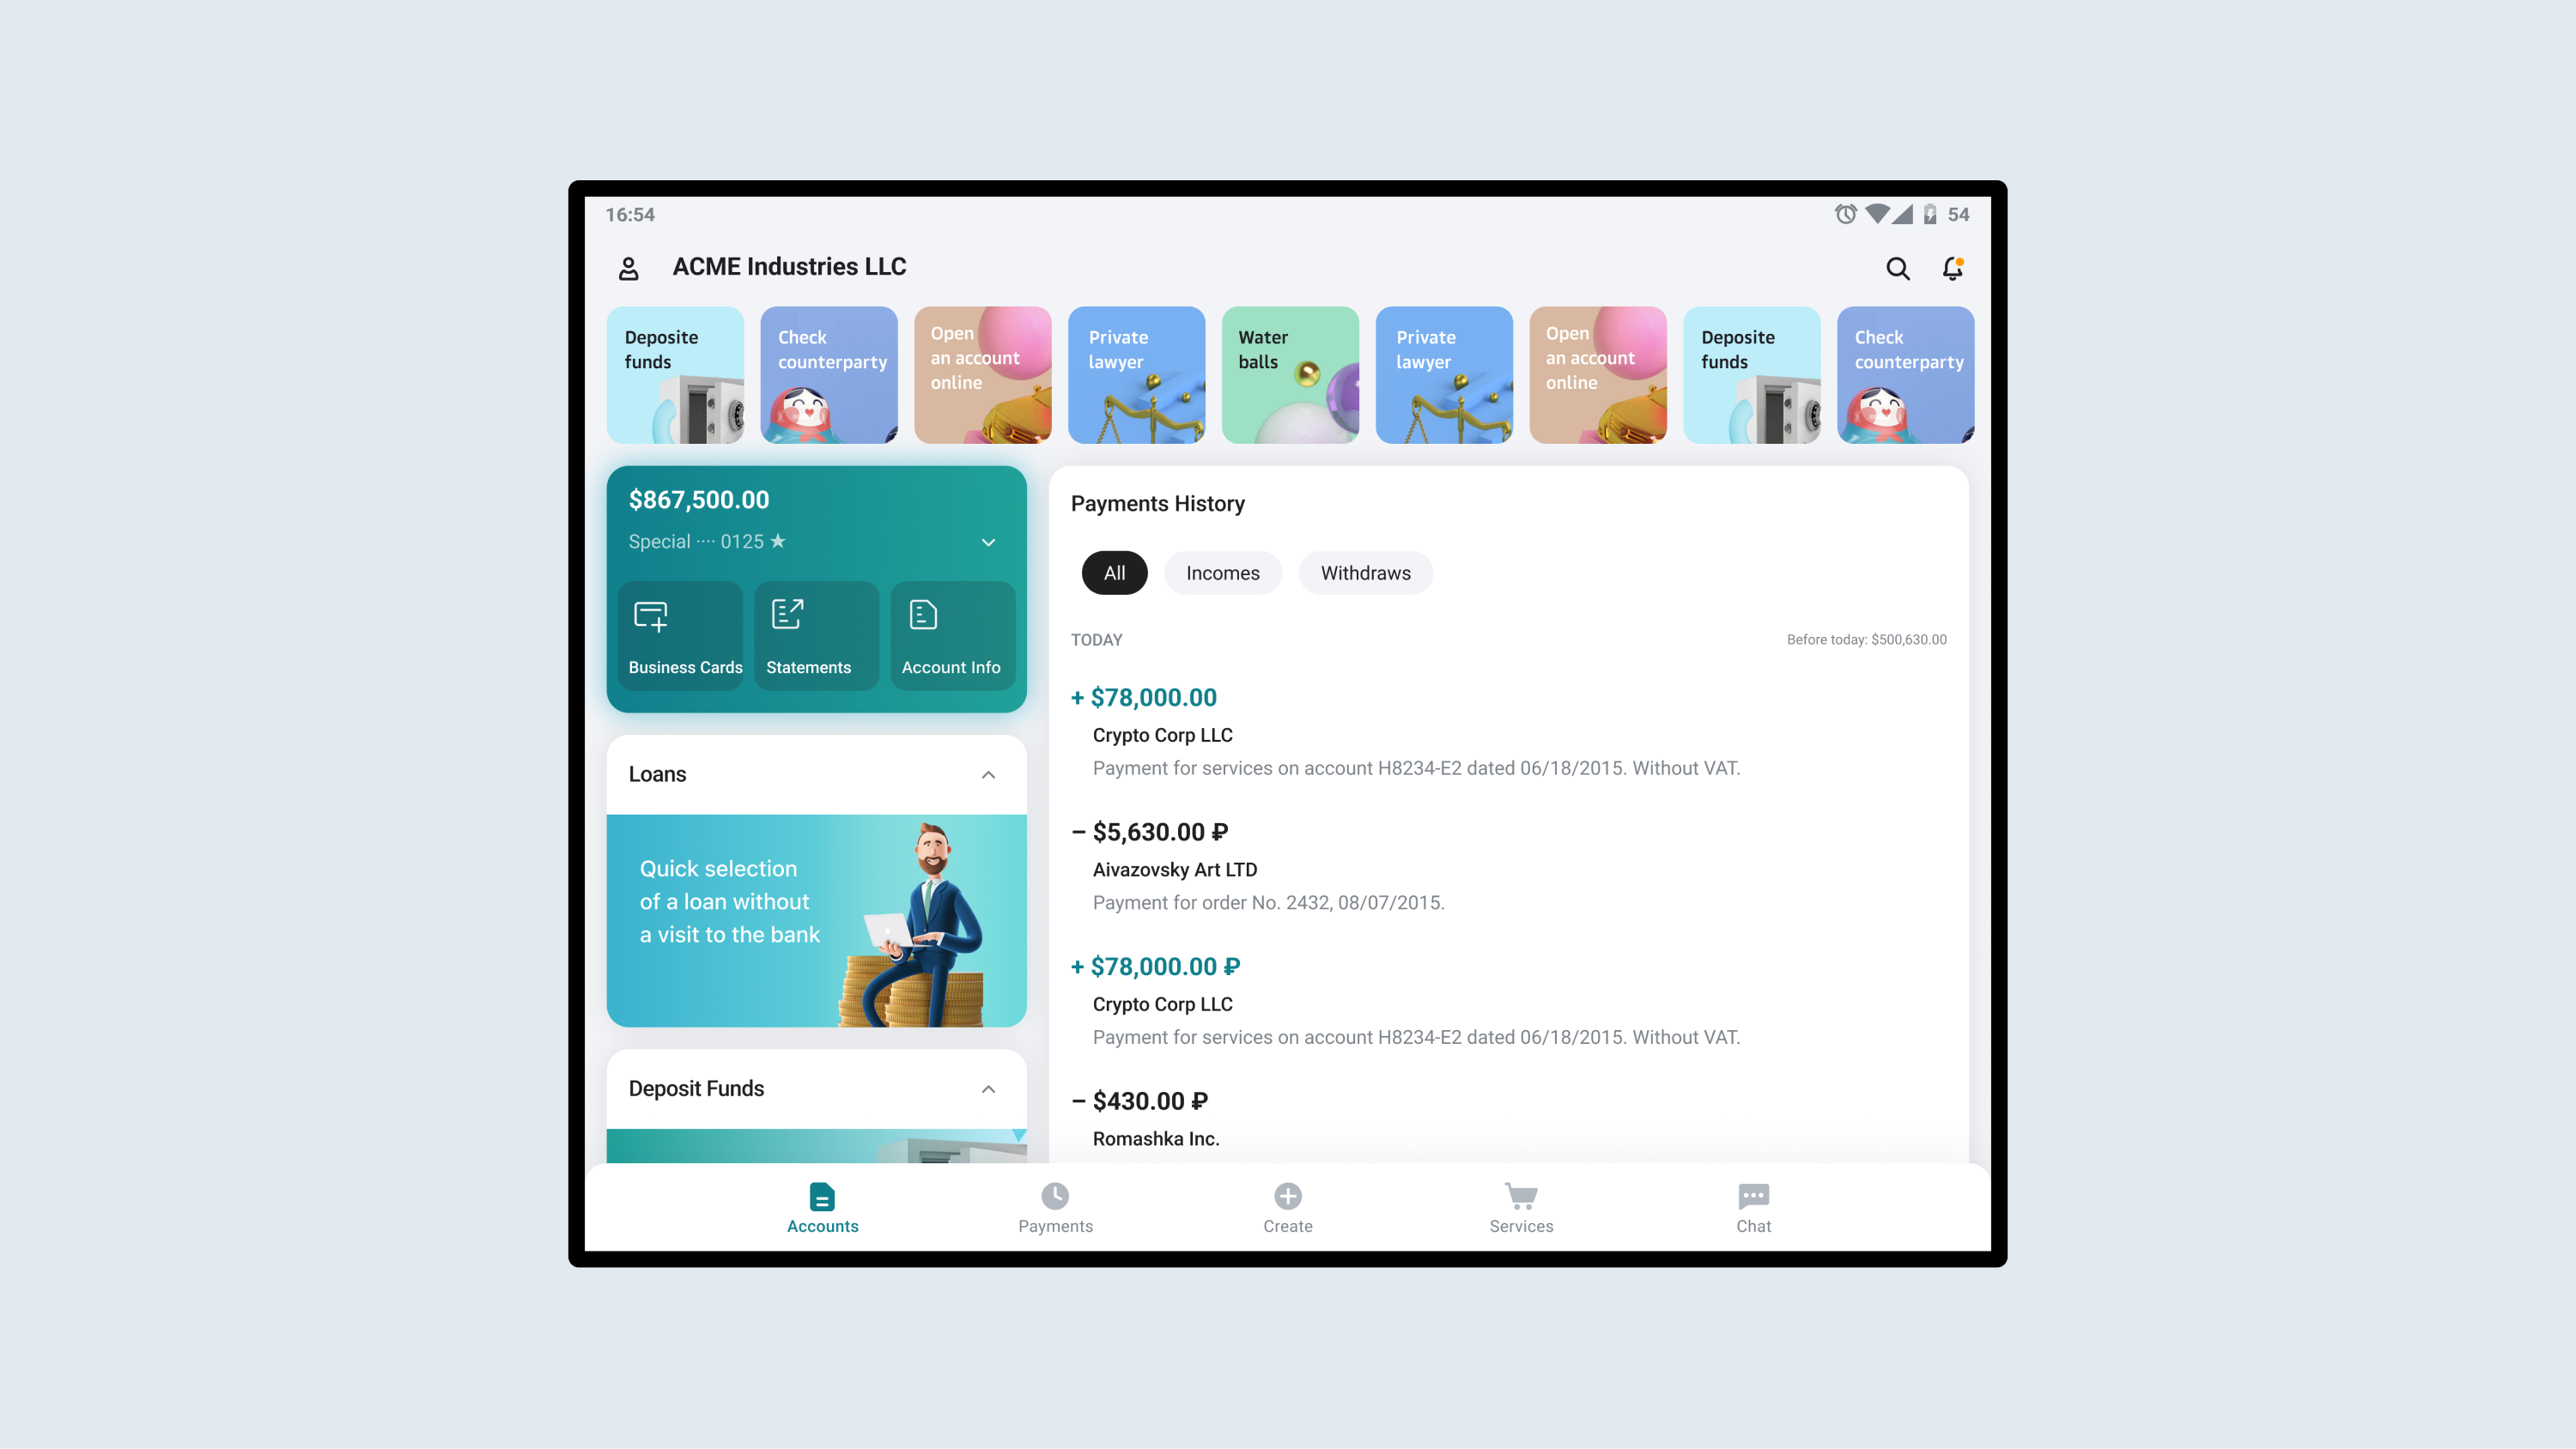 16:54
54
ACME Industries LLC
Deposite
funds
Check
counterparty
Open
an account
online
Private
lawyer
Water
balls
Private
lawyer
Open
an account
online
Deposite
funds
Check
counterparty
$867,500.00
Special ···· 0125 ★
Business Cards
Statements
Account Info
Loans
Quick selection
of a loan without
a visit to the bank
Deposit Funds
Payments History
All
Incomes
Withdraws
TODAY
Before today: $500,630.00
+ $78,000.00
Crypto Corp LLC
Payment for services on account H8234-E2 dated 06/18/2015. Without VAT.
– $5,630.00 ₽
Aivazovsky Art LTD
Payment for order No. 2432, 08/07/2015.
+ $78,000.00 ₽
Crypto Corp LLC
Payment for services on account H8234-E2 dated 06/18/2015. Without VAT.
– $430.00 ₽
Romashka Inc.
Accounts
Payments
Create
Services
Chat